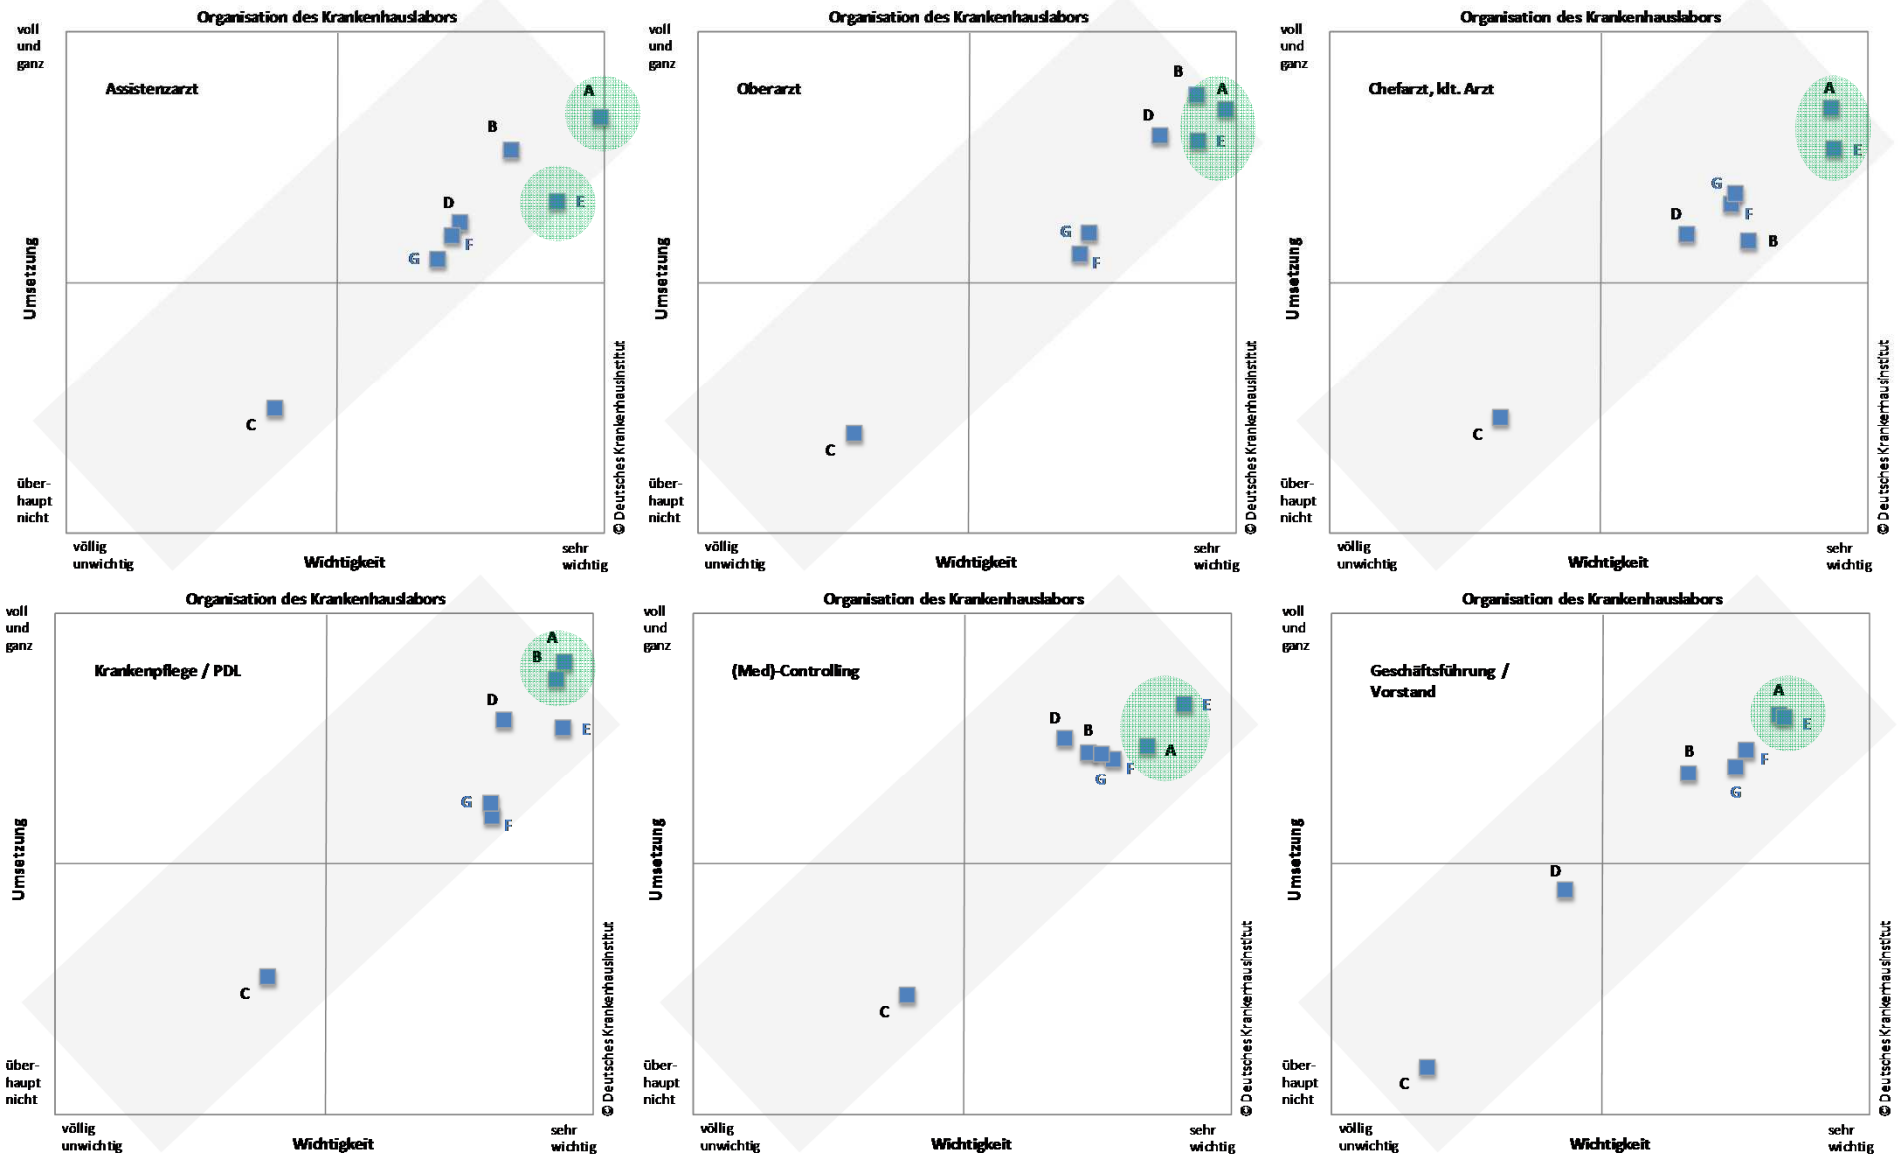 Organisation des Krankenhauslabors
voll
und
ganz
Assistenzarzt
A
B
E
D
F
G
C
Umsetzung
über-
haupt
nicht
völlig
unwichtig
Wichtigkeit
sehr
wichtig
© Deutsches Krankenhausinstitut
Organisation des Krankenhauslabors
voll
und
ganz
Oberarzt
B
A
D
E
G
F
C
Umsetzung
über-
haupt
nicht
völlig
unwichtig
Wichtigkeit
sehr
wichtig
© Deutsches Krankenhausinstitut
Organisation des Krankenhauslabors
voll
und
ganz
Chefarzt, ldt. Arzt
A
E
G
F
D
B
C
Umsetzung
über-
haupt
nicht
völlig
unwichtig
Wichtigkeit
sehr
wichtig
© Deutsches Krankenhausinstitut
Organisation des Krankenhauslabors
voll
und
ganz
Krankenpflege / PDL
A
B
D
E
G
F
C
Umsetzung
über-
haupt
nicht
völlig
unwichtig
Wichtigkeit
sehr
wichtig
© Deutsches Krankenhausinstitut
Organisation des Krankenhauslabors
voll
und
ganz
(Med)-Controlling
E
D
B
A
F
G
C
Umsetzung
über-
haupt
nicht
völlig
unwichtig
Wichtigkeit
sehr
wichtig
© Deutsches Krankenhausinstitut
Organisation des Krankenhauslabors
voll
und
ganz
Geschäftsführung /
Vorstand
A
E
B
F
G
D
C
Umsetzung
über-
haupt
nicht
völlig
unwichtig
Wichtigkeit
sehr
wichtig
© Deutsches Krankenhausinstitut